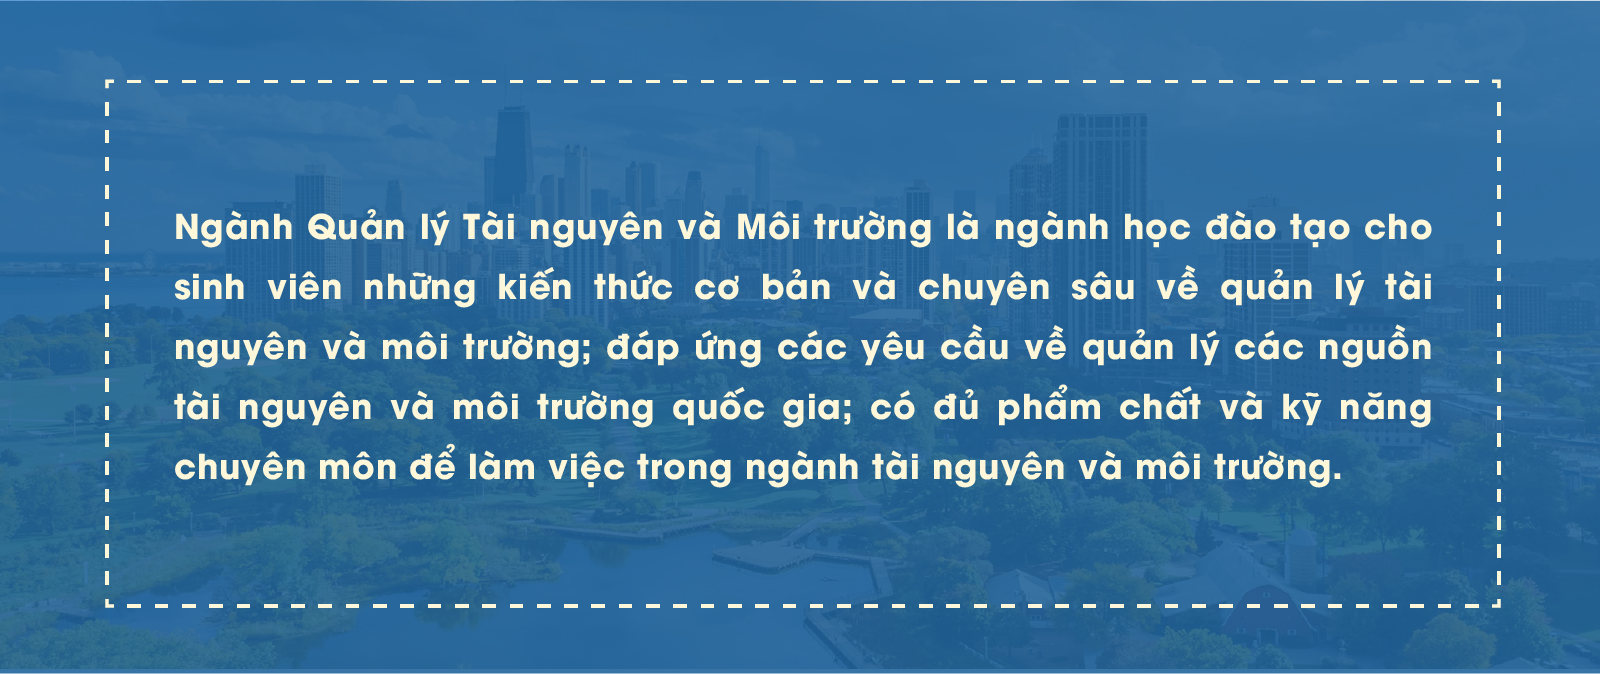 Ngành Quản lý Tài nguyên và Môi trường là ngành học đào tạo cho
sinh viên những kiến thức cơ bản và chuyên sâu về quản lý tài
nguyên và môi trường; đáp ứng các yêu cầu về quản lý các nguồn
tài nguyên và môi trường quốc gia; có đủ phẩm chất và kỹ năng
chuyên môn để làm việc trong ngành tài nguyên và môi trường.